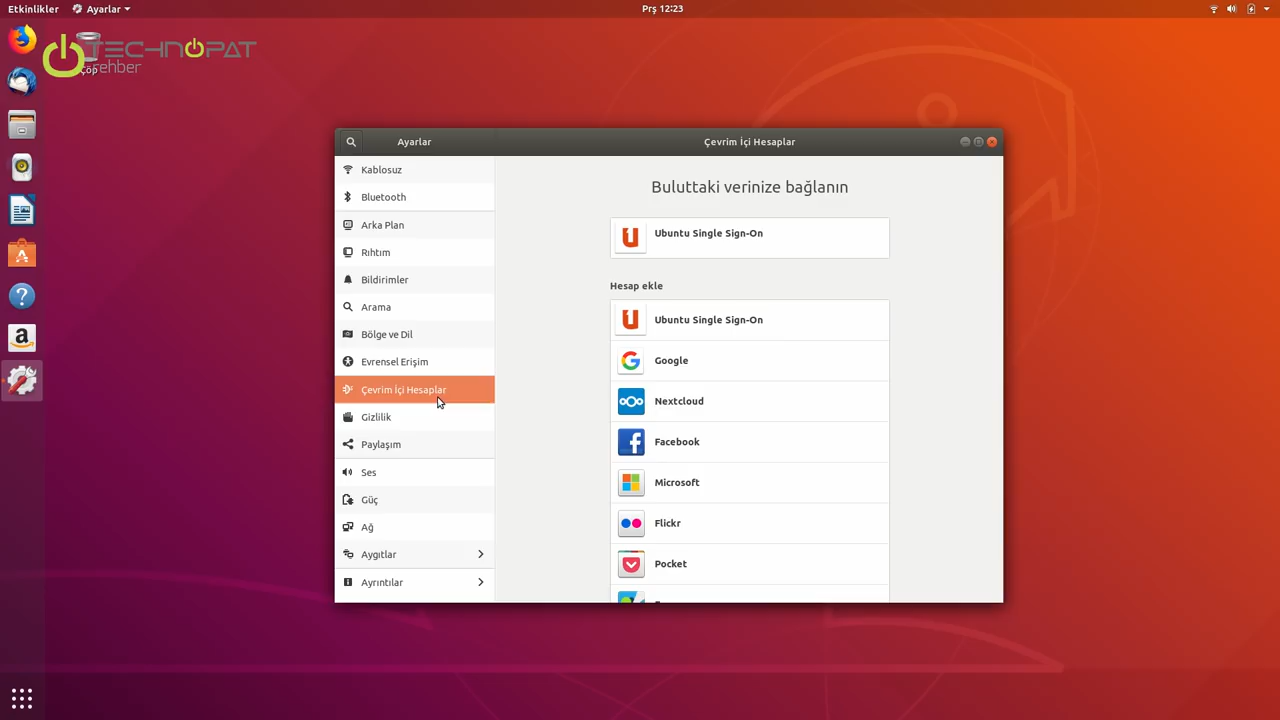 Etkinlikler
Ayarlar
Prş 12:23
TECHNOPAT
rehber
Çöp
Ayarlar
Çevrim İçi Hesaplar
Kablosuz
Bluetooth
Arka Plan
Rıhtım
Bildirimler
Arama
Bölge ve Dil
Evrensel Erişim
Çevrim İçi Hesaplar
Gizlilik
Paylaşım
Ses
Güç
Ağ
Aygıtlar
Ayrıntılar
Buluttaki verinize bağlanın
Ubuntu Single Sign-On
Hesap ekle
Ubuntu Single Sign-On
Google
Nextcloud
Facebook
Microsoft
Flickr
Pocket